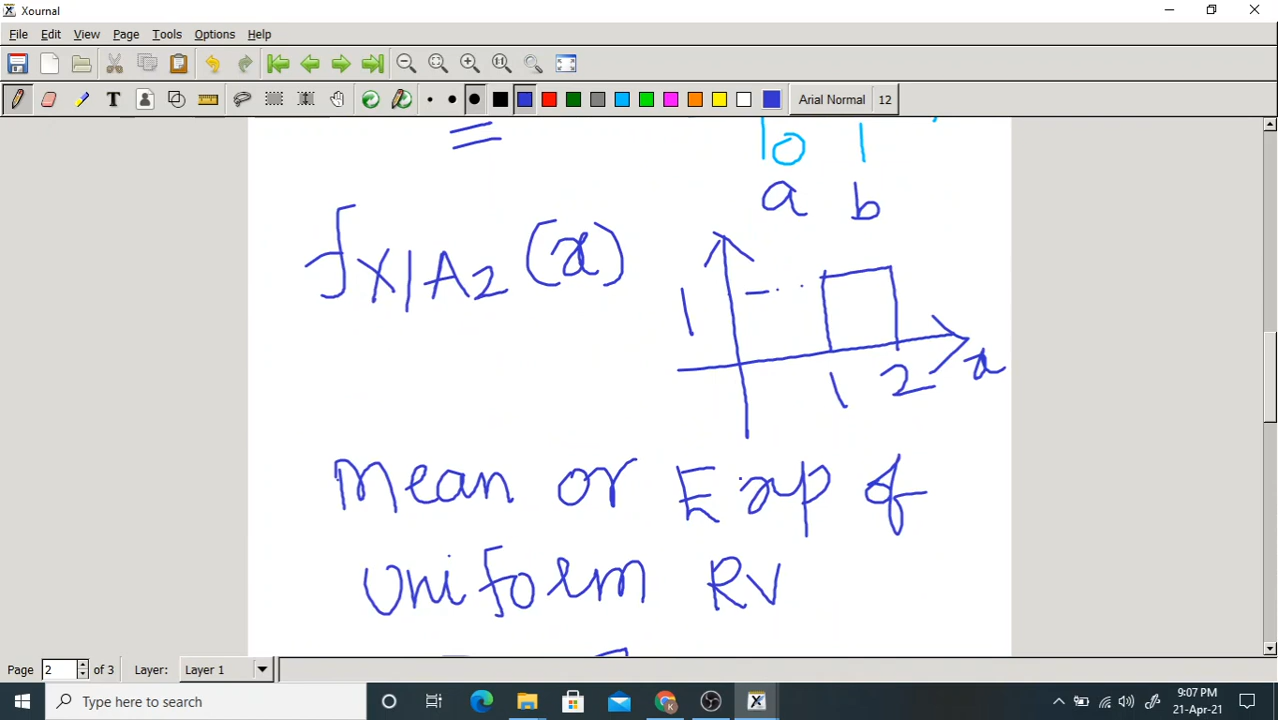 Xournal
File Edit View Page Tools Options Help
Arial Normal 12
=
10 1
a b
fX|A2 (x)
1
1 2 x
Mean or Exp of
Uniform RV
Page 2 of 3 Layer: Layer 1
Type here to search
9:07 PM
21-Apr-21